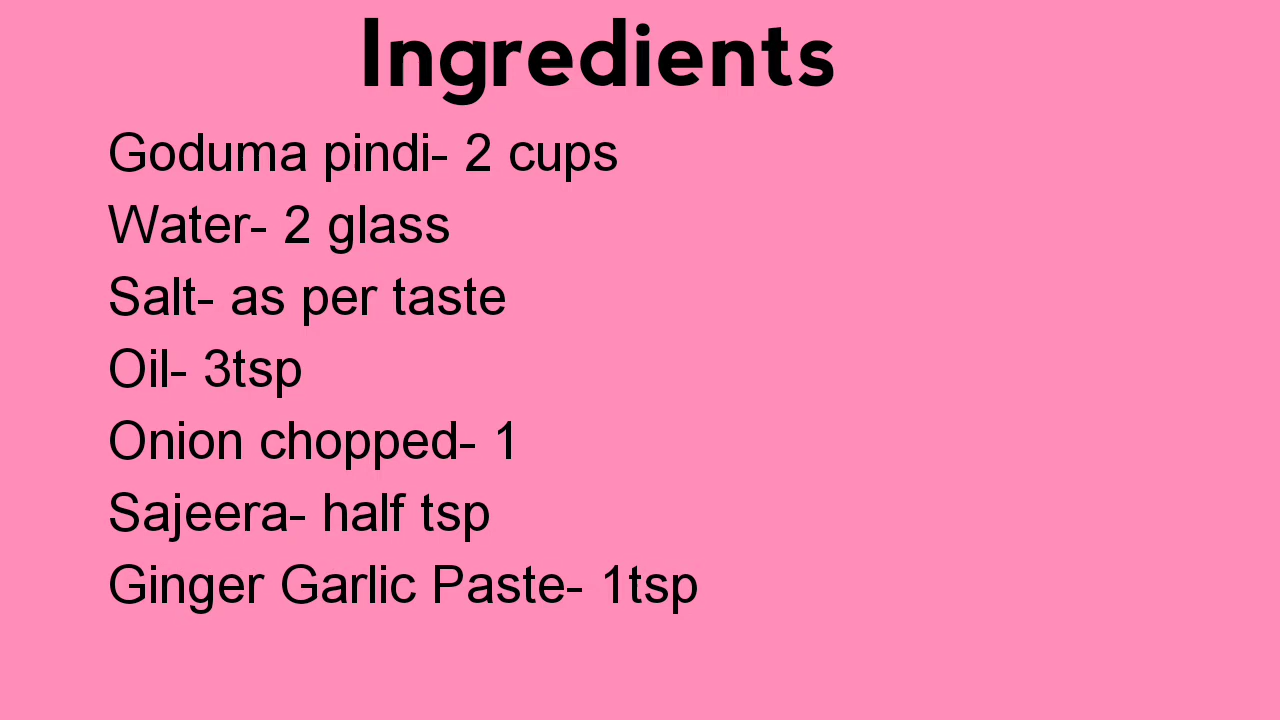 Ingredients
Goduma pindi- 2 cups
Water- 2 glass
Salt- as per taste
Oil- 3tsp
Onion chopped- 1
Sajeera- half tsp
Ginger Garlic Paste- 1tsp